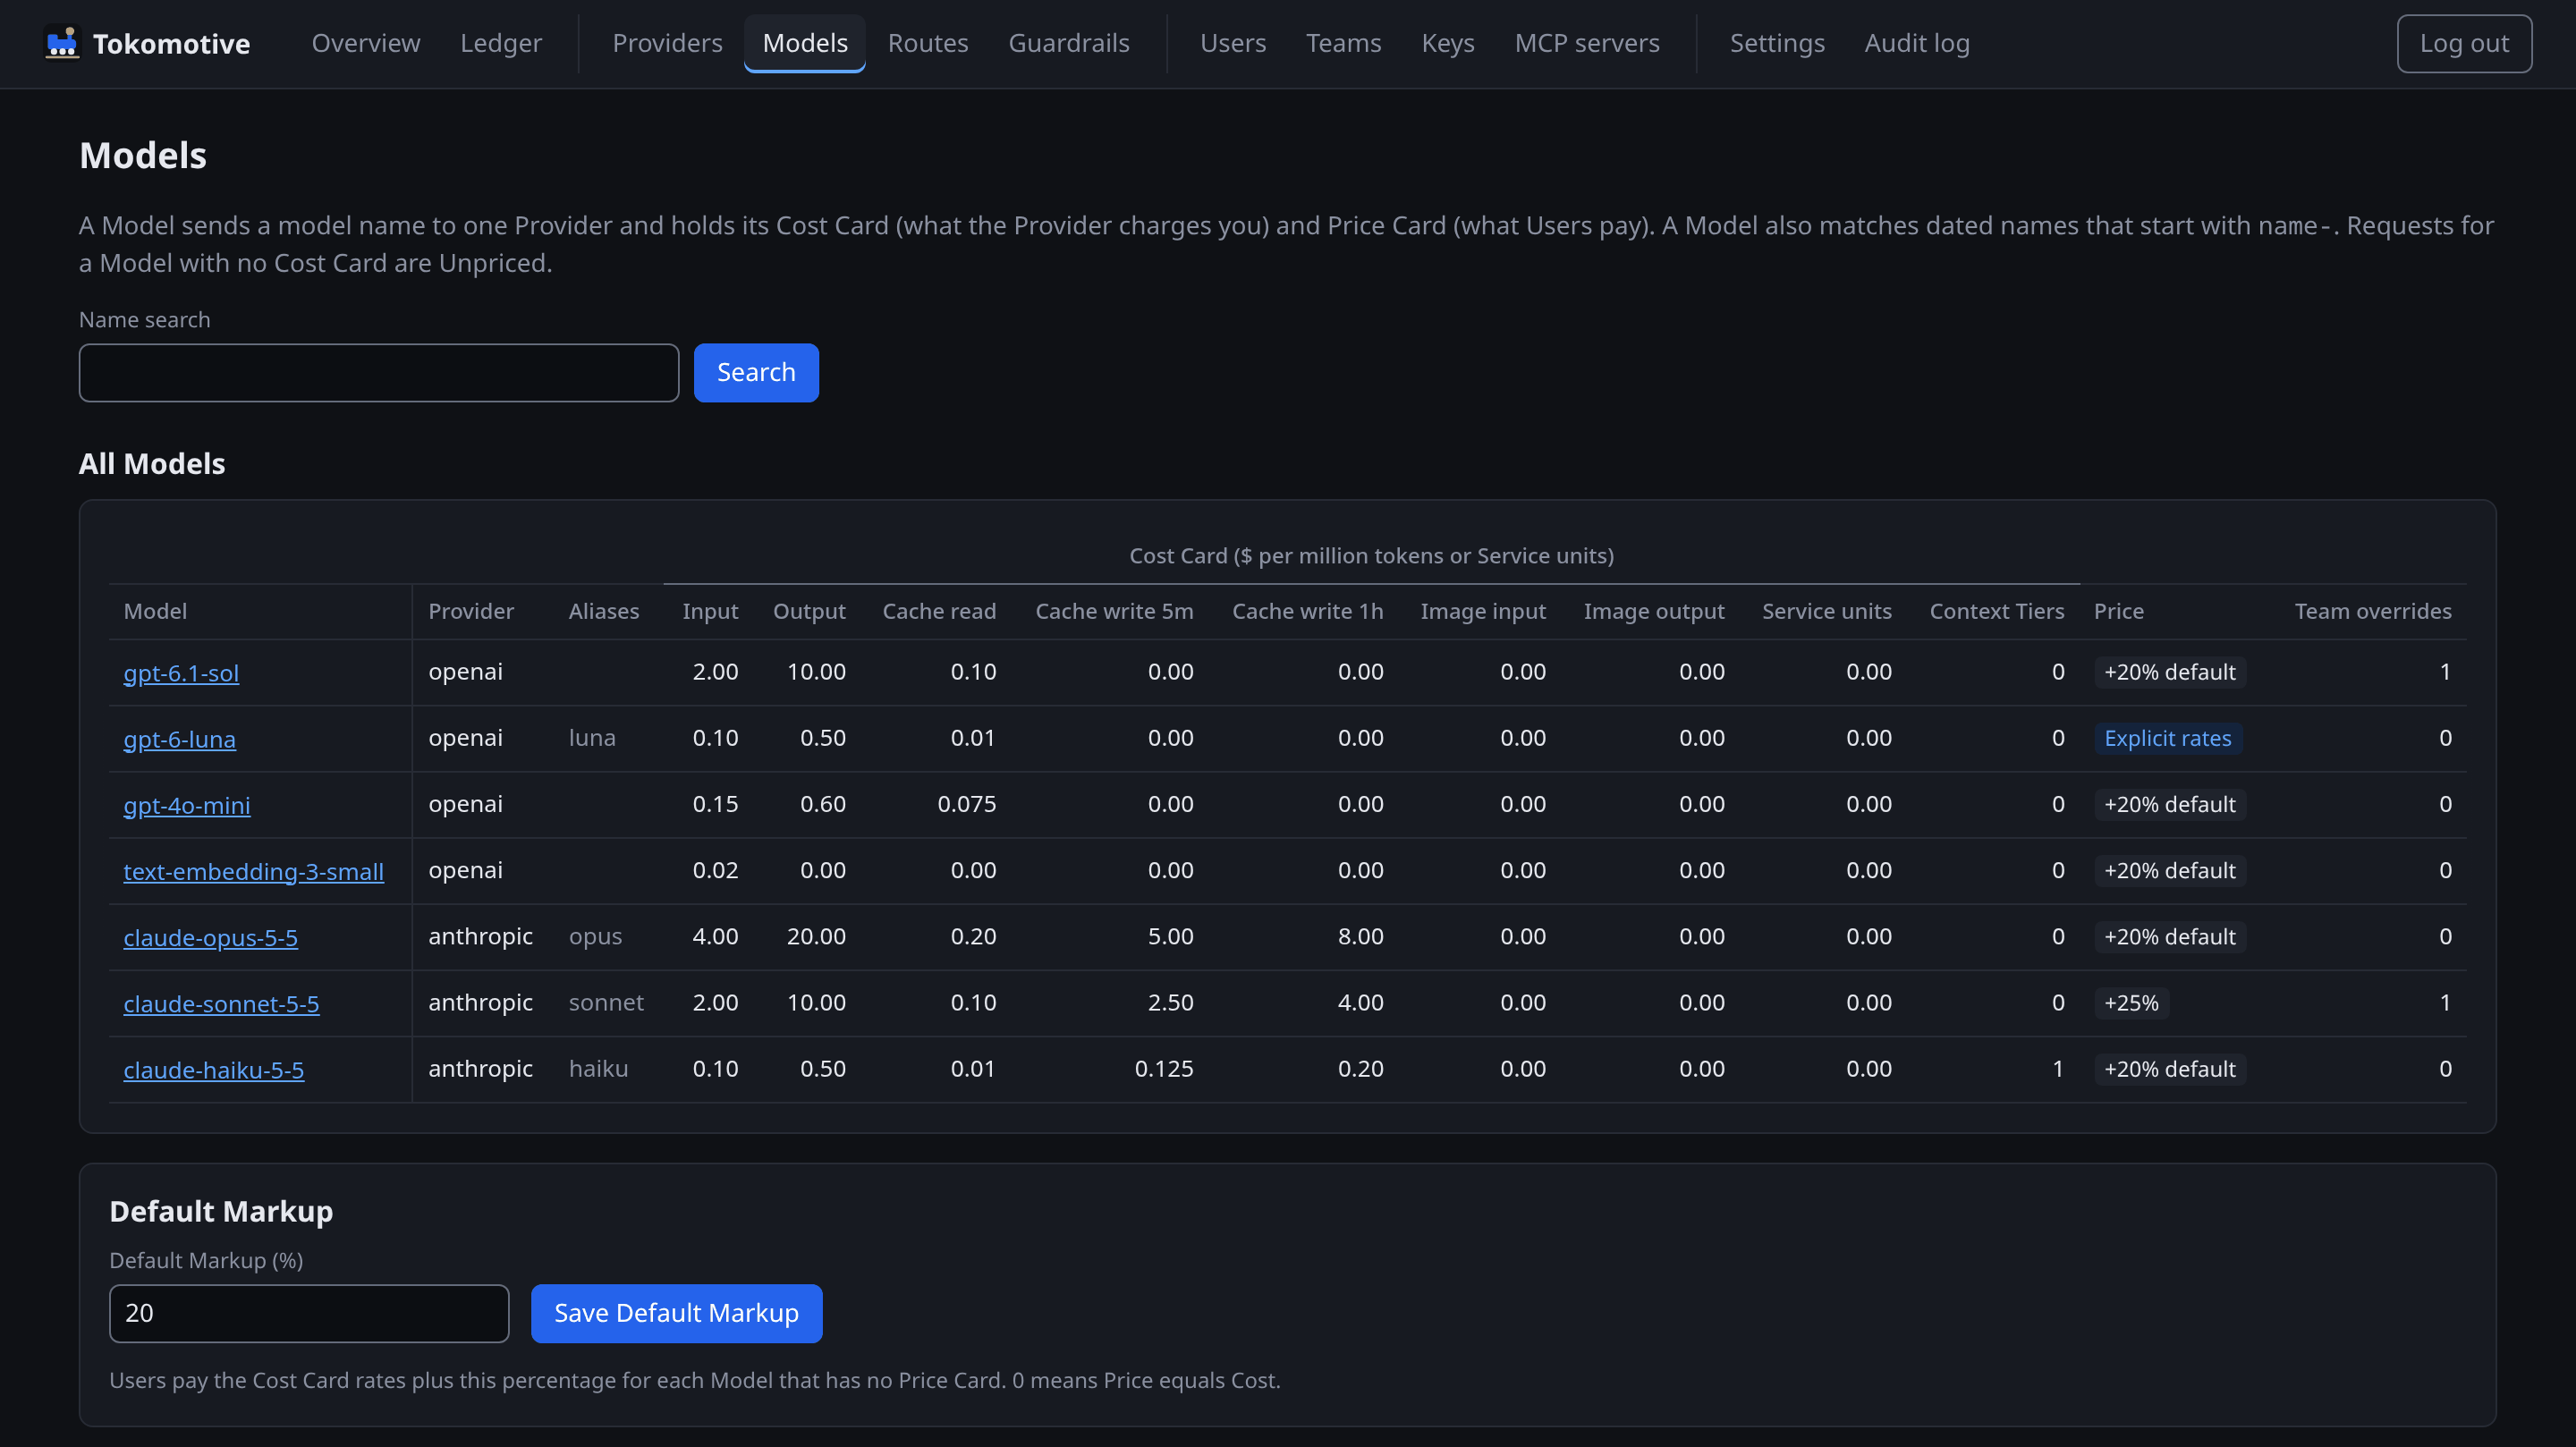 Tokomotive Overview Ledger Providers Models Routes Guardrails Users Teams Keys MCP servers Settings Audit log Log out
Models
A Model sends a model name to one Provider and holds its Cost Card (what the Provider charges you) and Price Card (what Users pay). A Model also matches dated names that start with name-. Requests for
a Model with no Cost Card are Unpriced.
Name search
Search
All Models
Cost Card ($ per million tokens or Service units)
Model Provider Aliases Input Output Cache read Cache write 5m Cache write 1h Image input Image output Service units Context Tiers Price Team overrides
gpt-6.1-sol openai 2.00 10.00 0.10 0.00 0.00 0.00 0.00 0.00 0 +20% default 1
gpt-6-luna openai luna 0.10 0.50 0.01 0.00 0.00 0.00 0.00 0.00 0 Explicit rates 0
gpt-4o-mini openai 0.15 0.60 0.075 0.00 0.00 0.00 0.00 0.00 0 +20% default 0
text-embedding-3-small openai 0.02 0.00 0.00 0.00 0.00 0.00 0.00 0.00 0 +20% default 0
claude-opus-5-5 anthropic opus 4.00 20.00 0.20 5.00 8.00 0.00 0.00 0.00 0 +20% default 0
claude-sonnet-5-5 anthropic sonnet 2.00 10.00 0.10 2.50 4.00 0.00 0.00 0.00 0 +25% 1
claude-haiku-5-5 anthropic haiku 0.10 0.50 0.01 0.125 0.20 0.00 0.00 0.00 1 +20% default 0
Default Markup
Default Markup (%)
20 Save Default Markup
Users pay the Cost Card rates plus this percentage for each Model that has no Price Card. 0 means Price equals Cost.